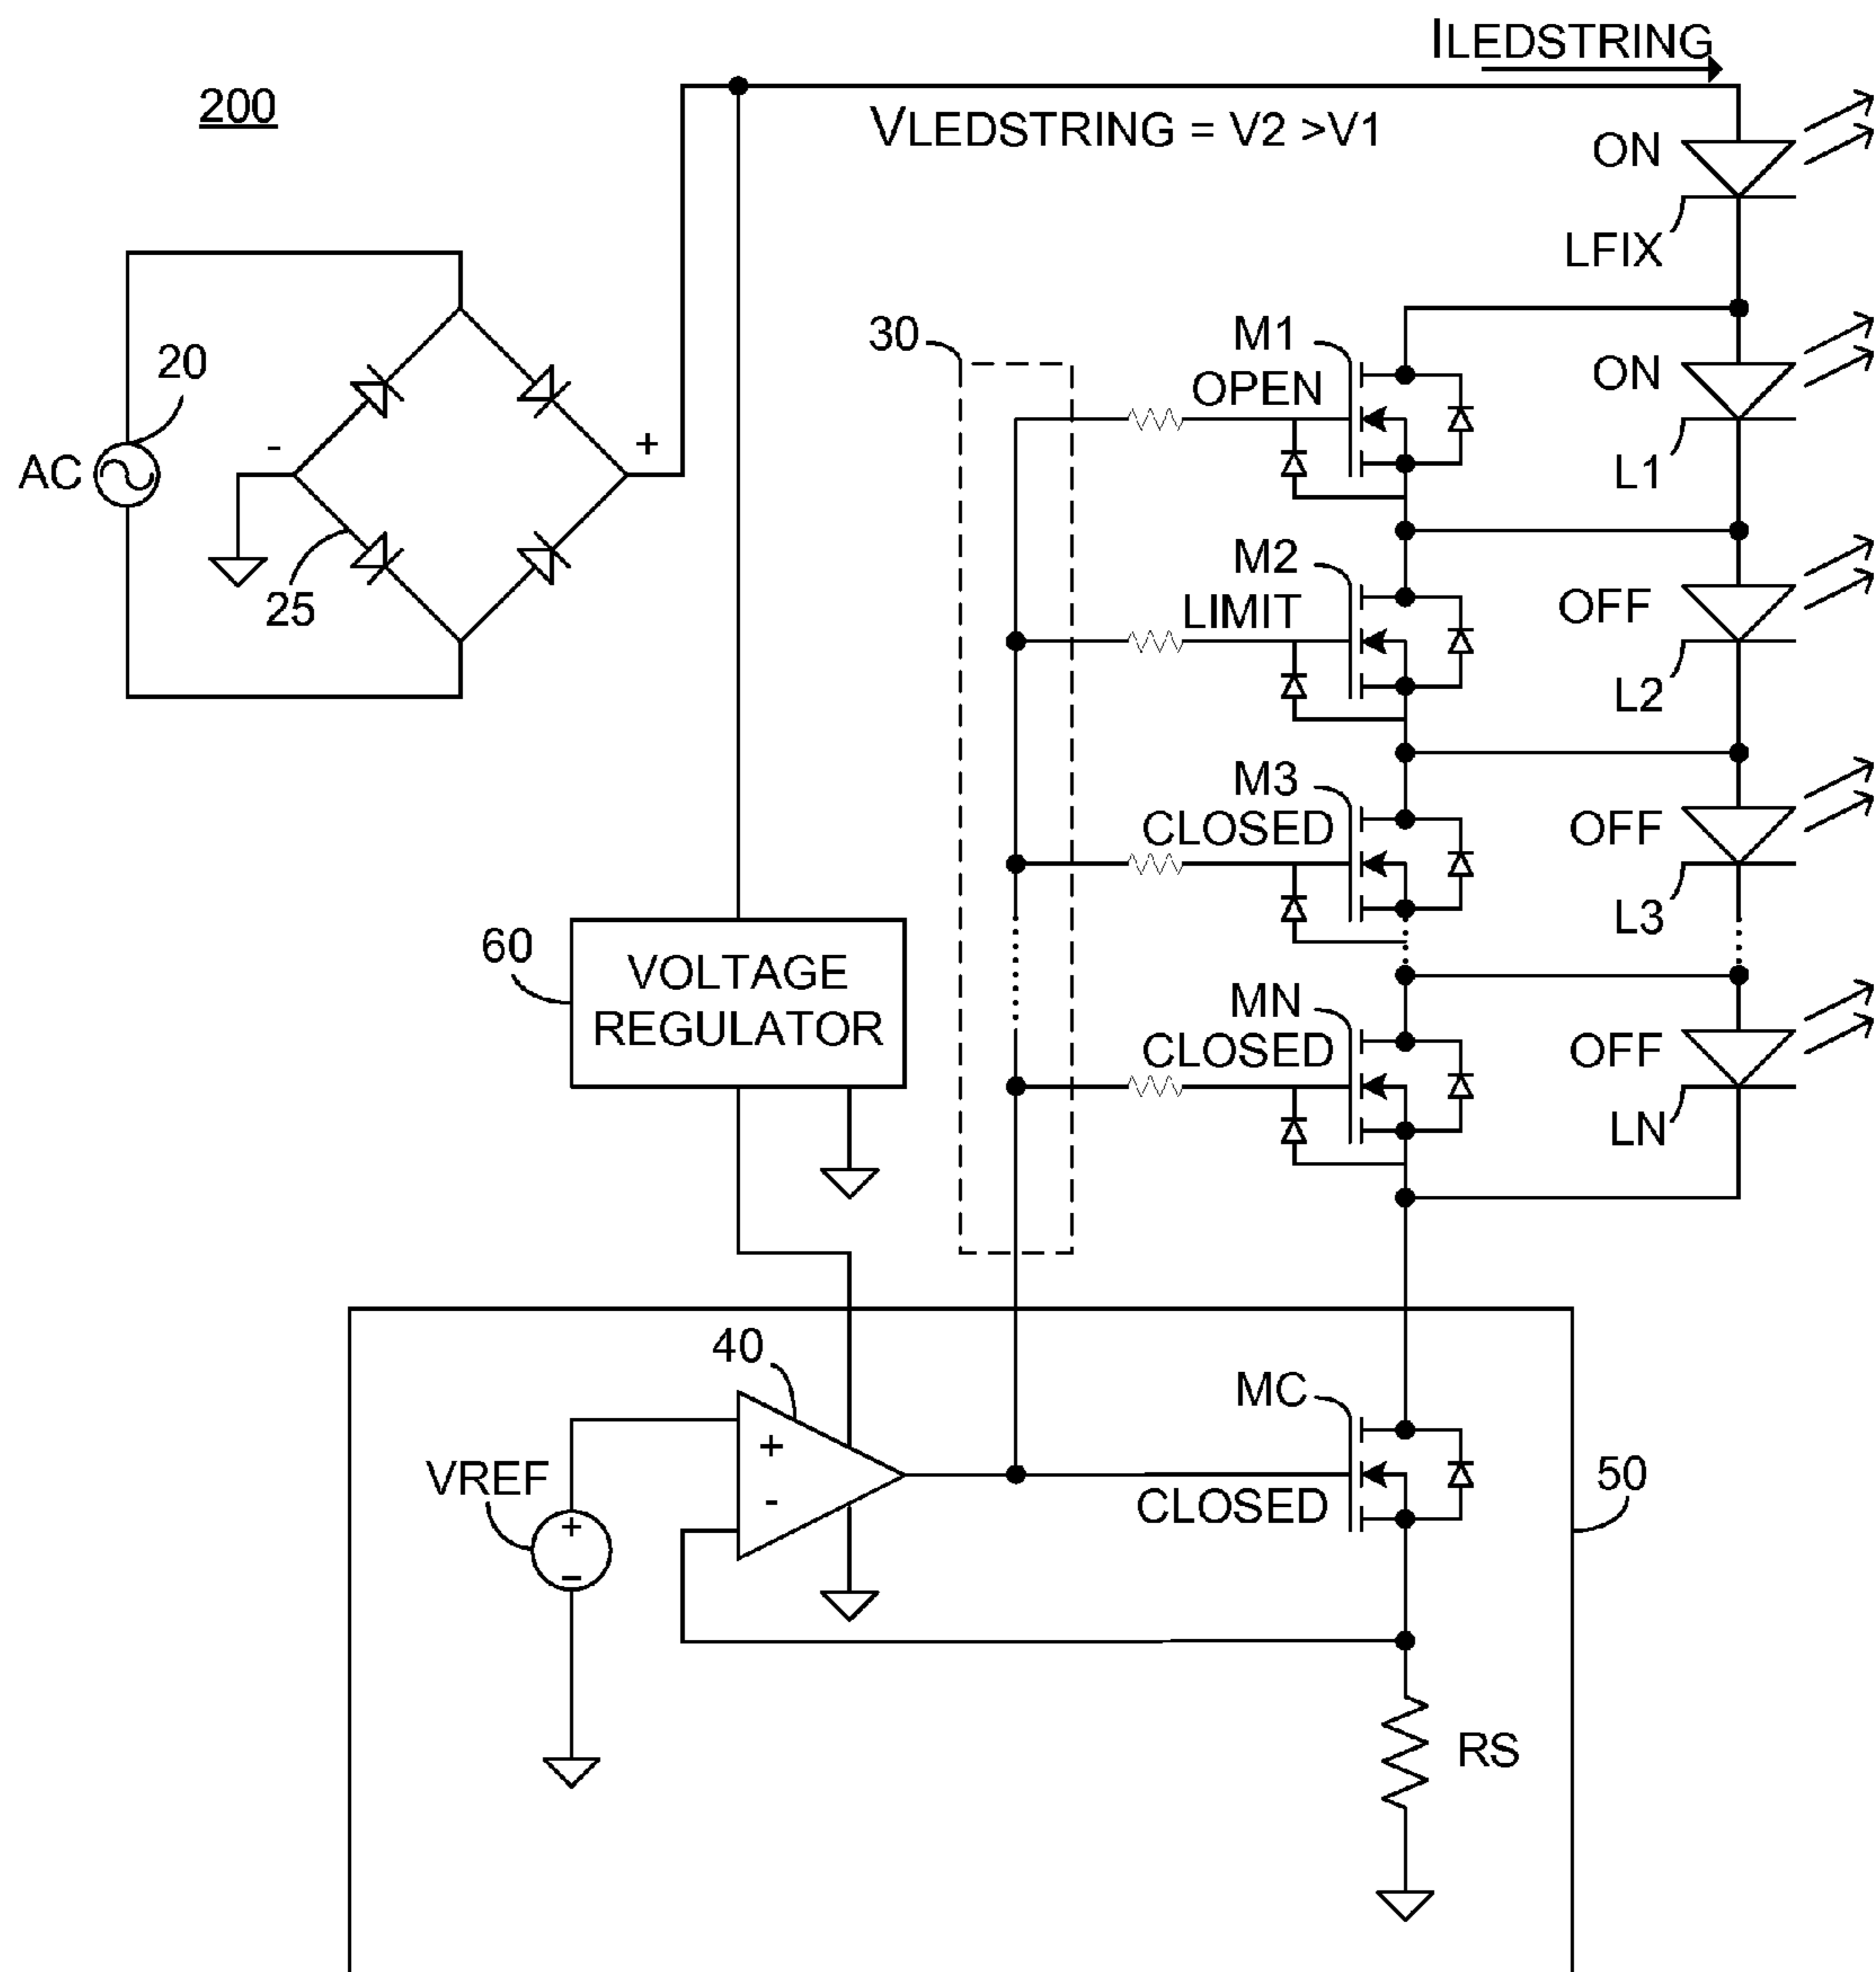 ILEDSTRING
200
VLEDSTRING = V2 >V1
ON
LFIX
20
AC
-
+
25
30
M1
OPEN
ON
L1
M2
LIMIT
OFF
L2
M3
CLOSED
OFF
L3
60
VOLTAGE
REGULATOR
MN
CLOSED
OFF
LN
40
+
-
VREF
+
-
MC
CLOSED
50
RS